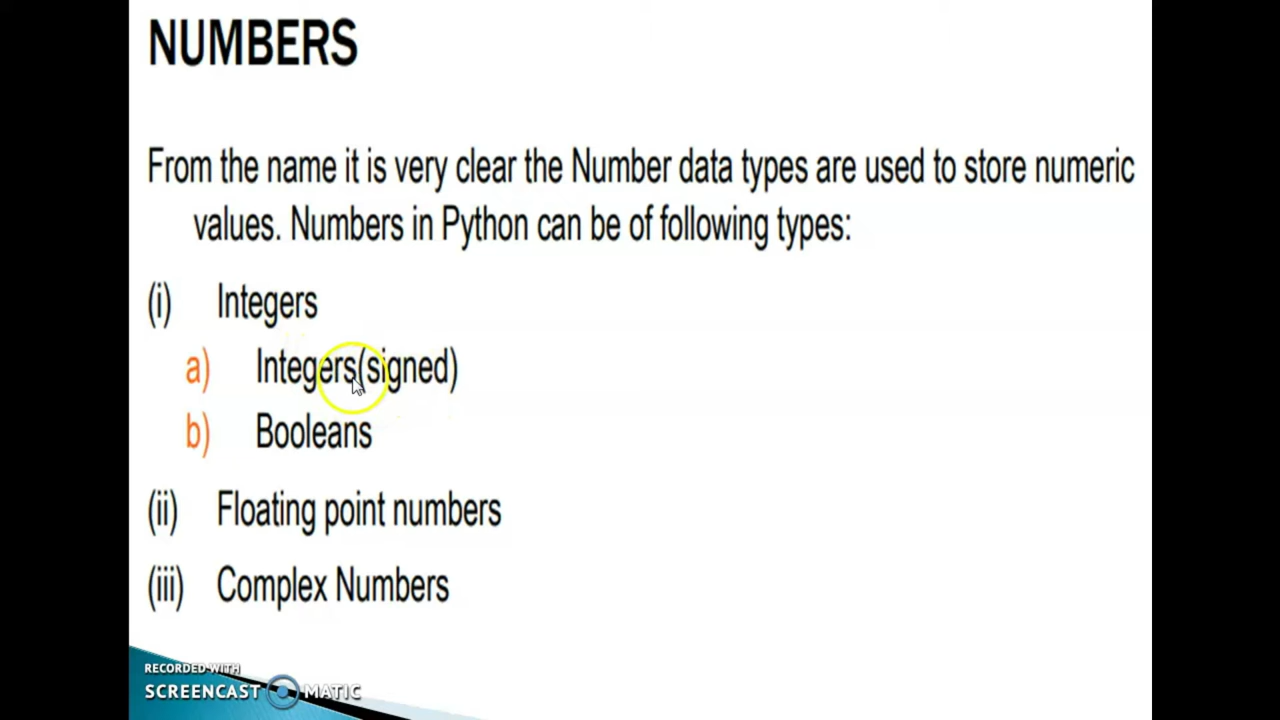 NUMBERS
From the name it is very clear the Number data types are used to store numeric
values. Numbers in Python can be of following types:
(i) Integers
a) Integers(signed)
b) Booleans
(ii) Floating point numbers
(iii) Complex Numbers
RECORDED WITH
SCREENCAST MATIC